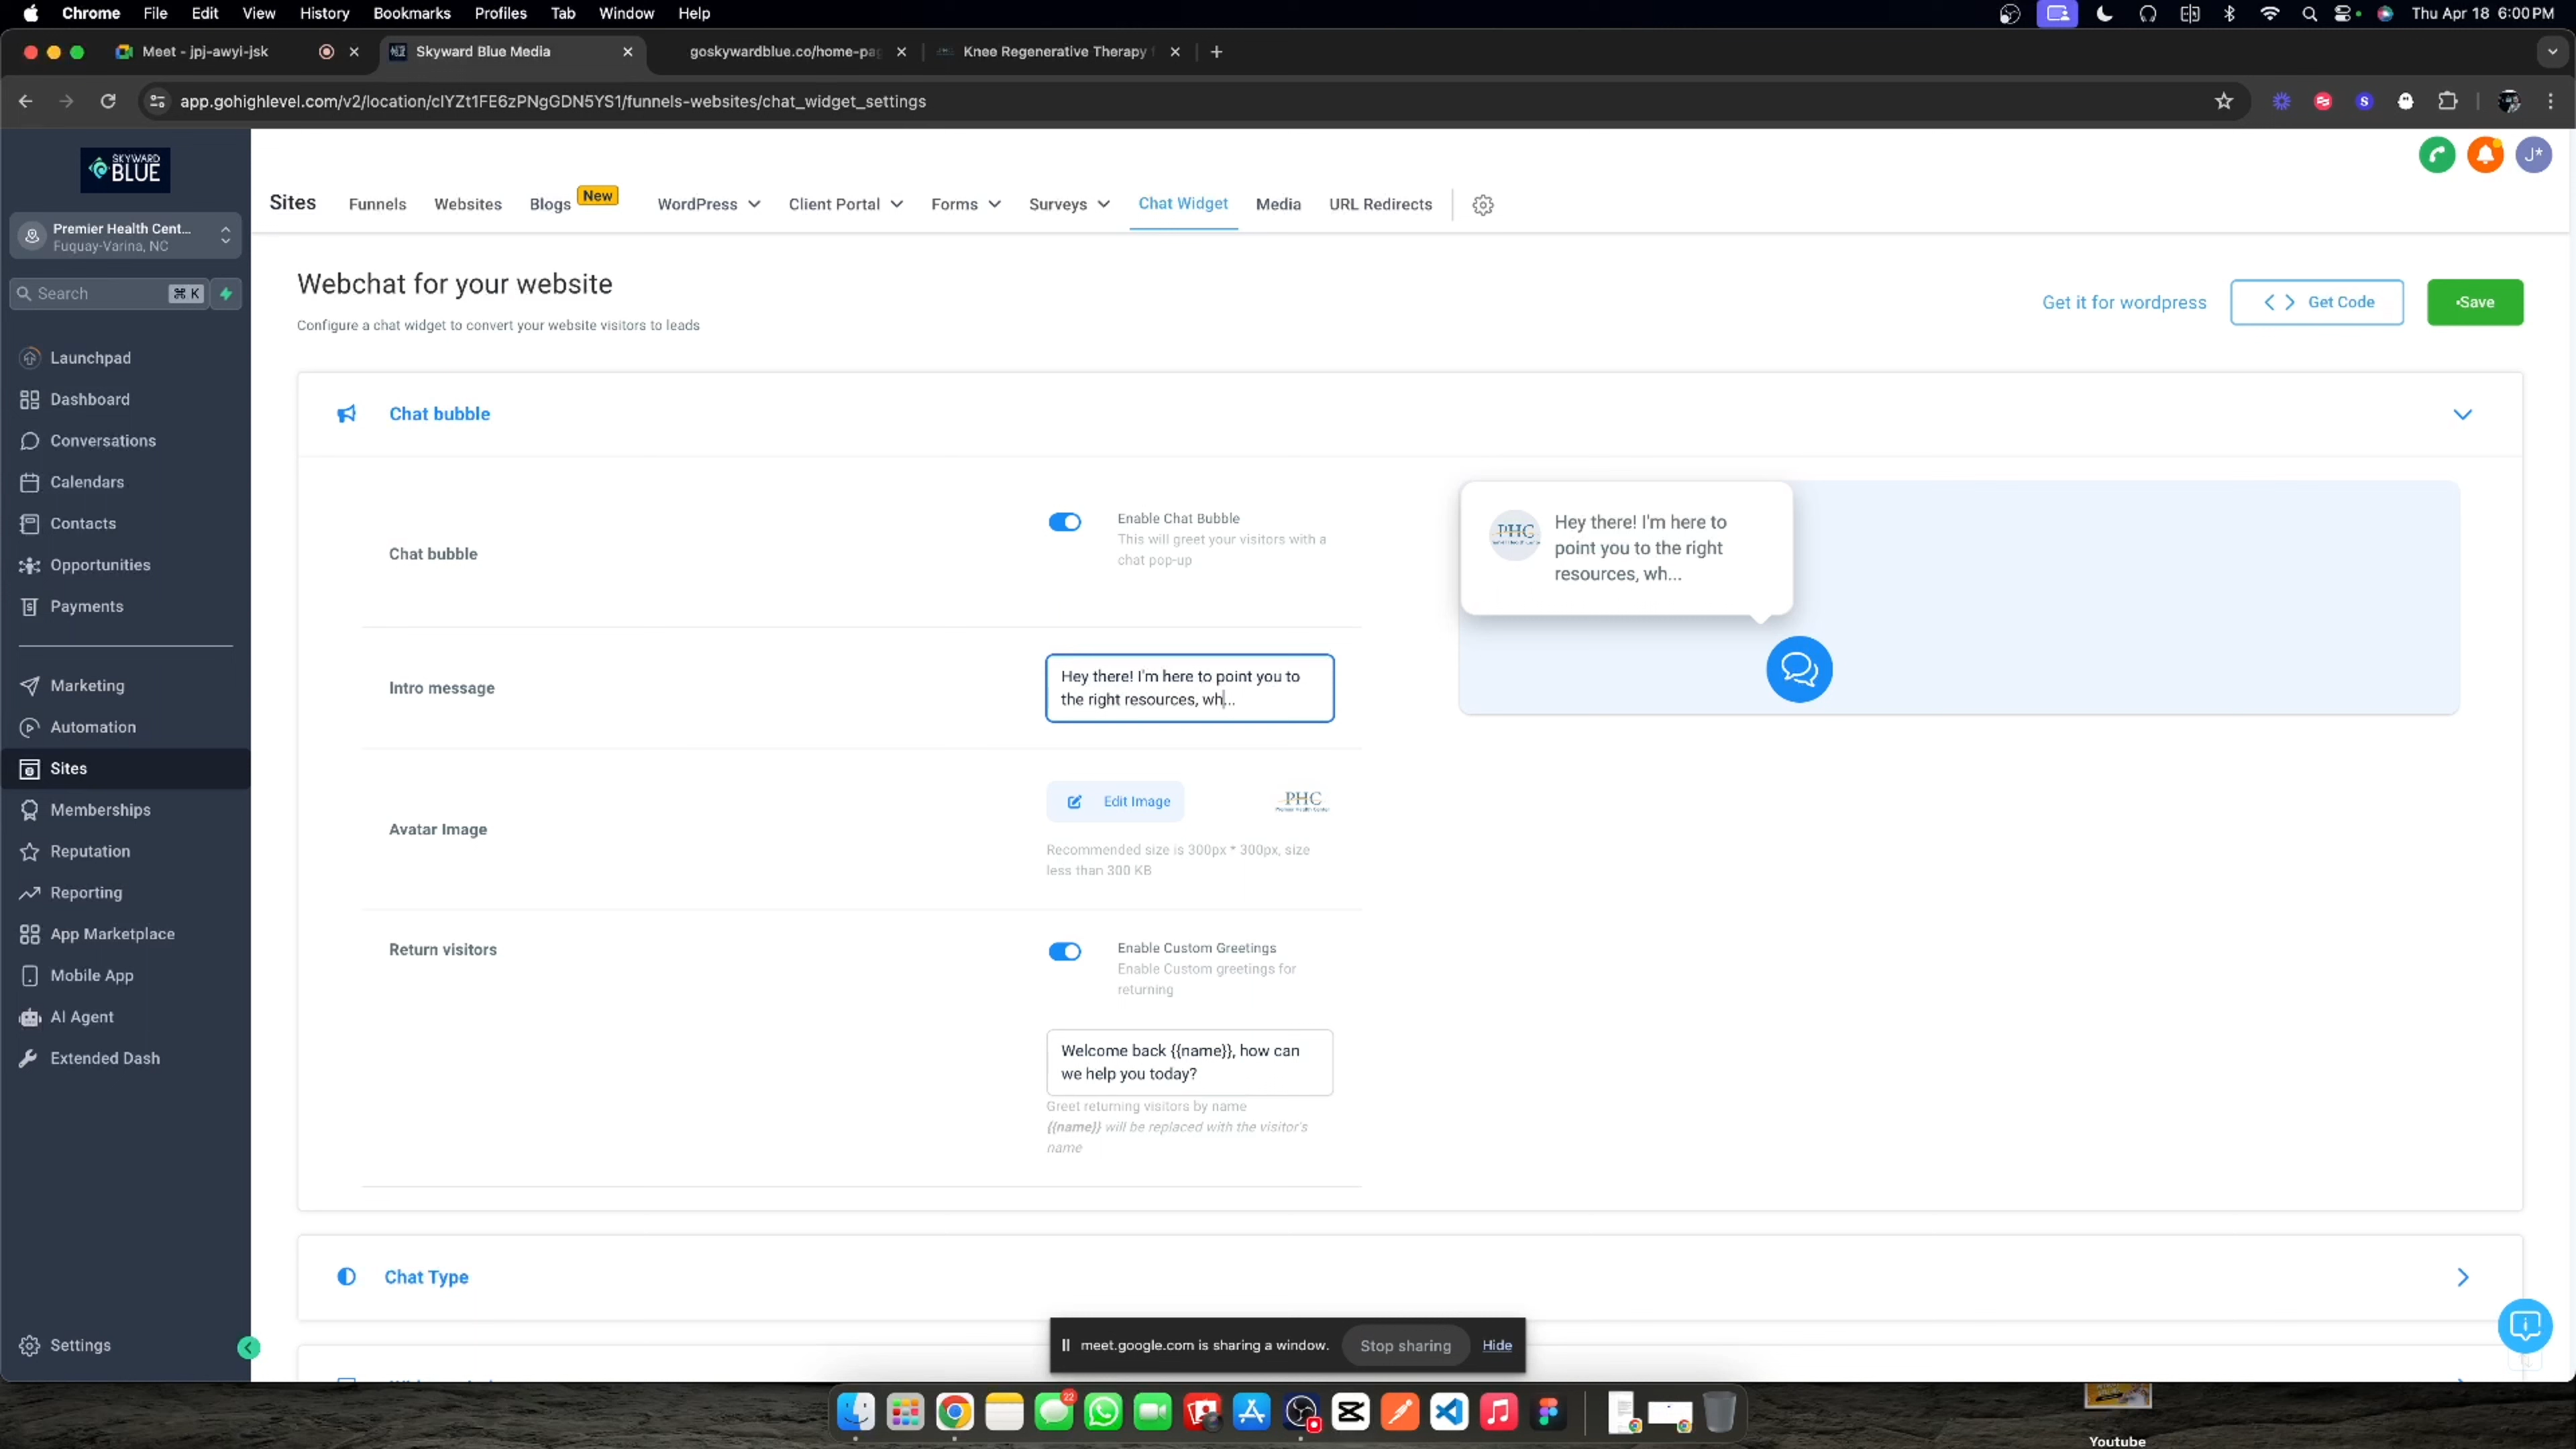 Chrome File Edit View History Bookmarks Profiles Tab Window Help Thu Apr 18 6:00 PM
Meet - jpj-awyi-jsk Skyward Blue Media goskywardblue.co/home-pag Knee Regenerative Therapy
app.gohighlevel.com/v2/location/cIYZt1FE6zPNgGDN5YS1/funnels-websites/chat_widget_settings
SKYWARD
BLUE
J*
Sites Funnels Websites Blogs New WordPress Client Portal Forms Surveys Chat Widget Media URL Redirects
Premier Health Cent...
Fuquay-Varina, NC
Search ⌘ K
Launchpad
Dashboard
Conversations
Calendars
Contacts
Opportunities
Payments
Marketing
Automation
Sites
Memberships
Reputation
Reporting
App Marketplace
Mobile App
AI Agent
Extended Dash
Settings
Webchat for your website
Configure a chat widget to convert your website visitors to leads
Get it for wordpress < > Get Code Save
Chat bubble
Chat bubble
Enable Chat Bubble
This will greet your visitors with a
chat pop-up
Intro message
Hey there! I'm here to point you to
the right resources, wh...
Avatar Image
Edit Image
PHC
Premier Health Center
Recommended size is 300px * 300px, size
less than 300 KB
Return visitors
Enable Custom Greetings
Enable Custom greetings for
returning
Welcome back {{name}}, how can
we help you today?
Greet returning visitors by name
{{name}} will be replaced with the visitor's
name
PHC
Hey there! I'm here to
point you to the right
resources, wh...
Chat Type
meet.google.com is sharing a window. Stop sharing Hide
22
Youtube